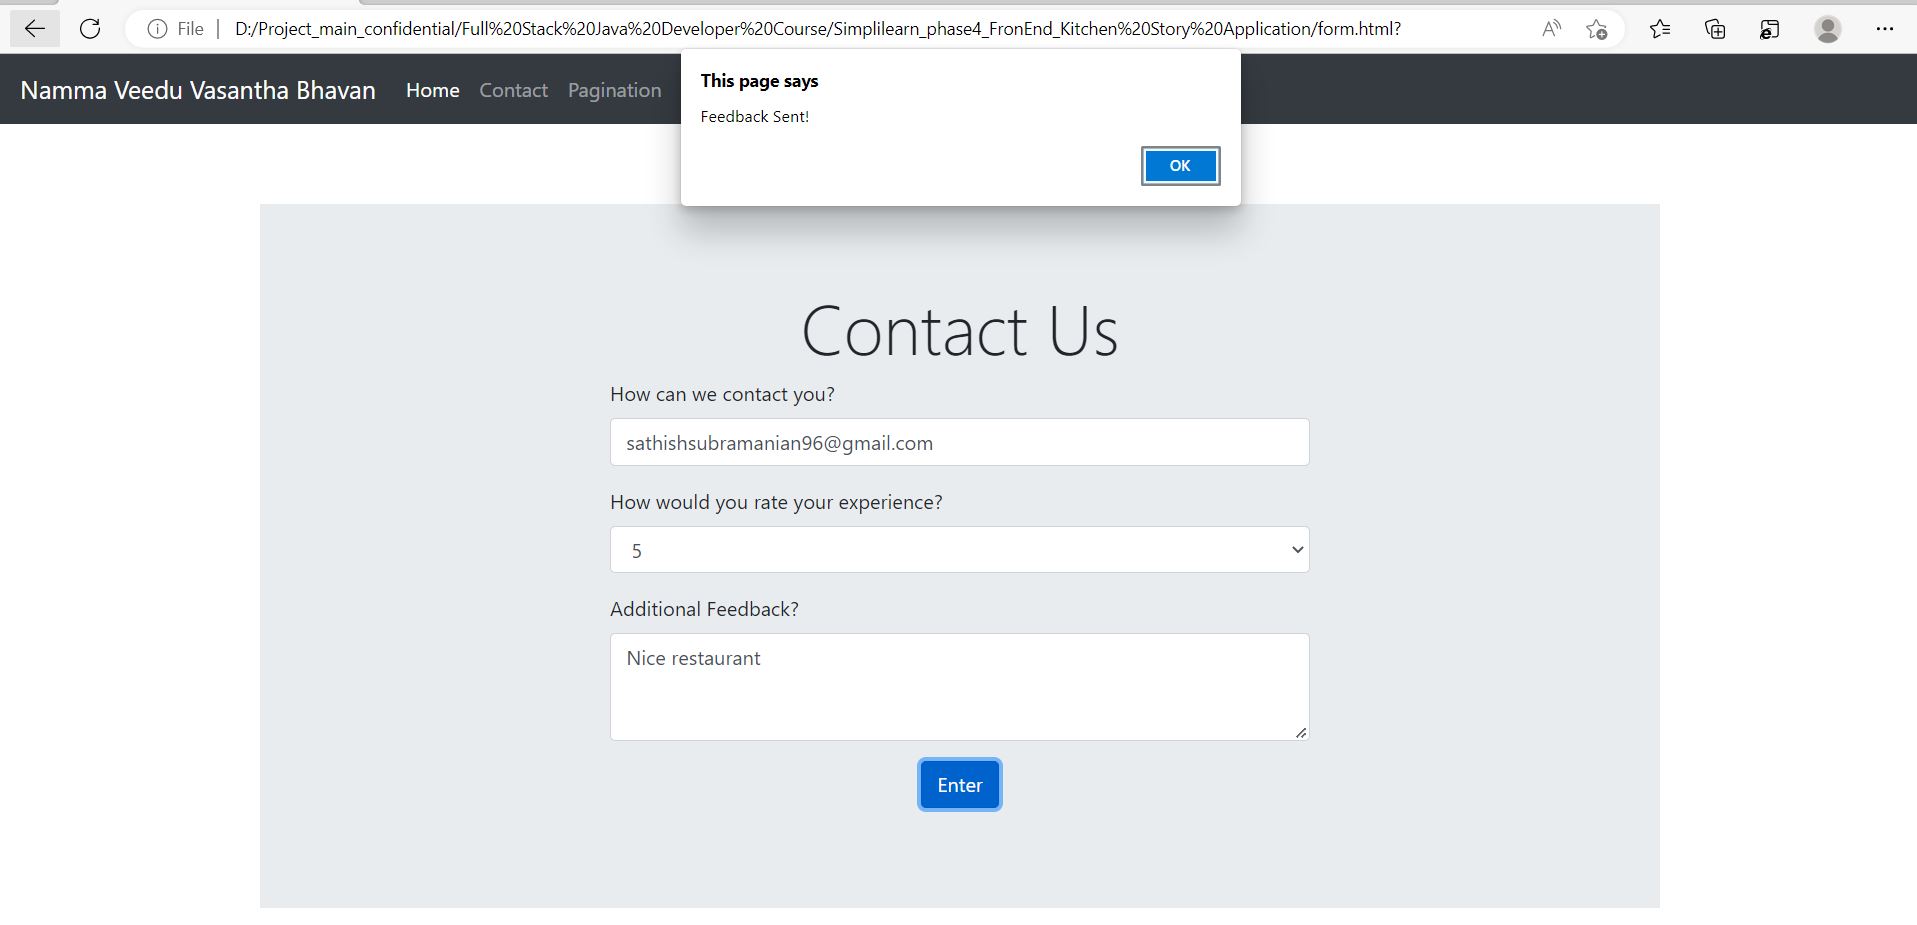 File | D:/Project_main_confidential/Full%20Stack%20Java%20Developer%20Course/Simplilearn_phase4_FronEnd_Kitchen%20Story%20Application/form.html?
Namma Veedu Vasantha Bhavan Home Contact Pagination
This page says
Feedback Sent!
OK
Contact Us
How can we contact you?
sathishsubramanian96@gmail.com
How would you rate your experience?
5
Additional Feedback?
Nice restaurant
Enter